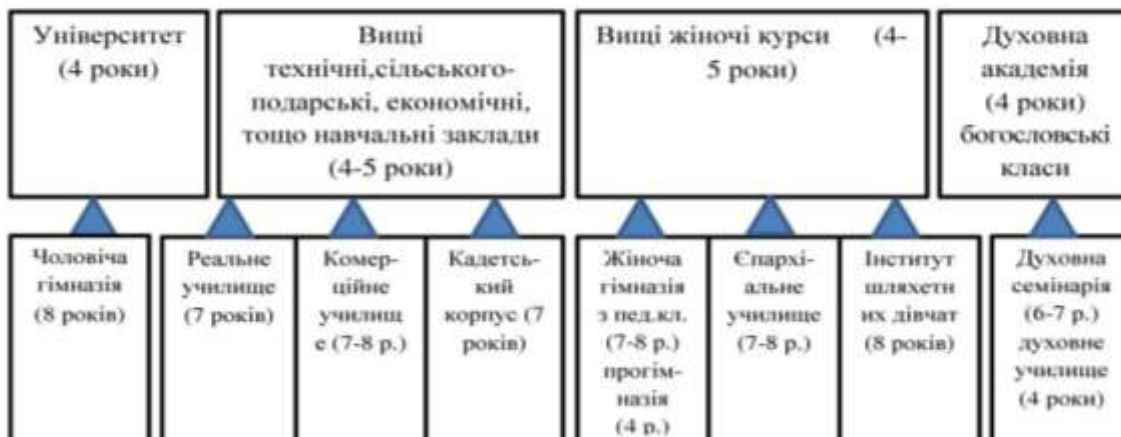 Університет
(4 роки)
Вищі
технічні,сільського-
подарські, економічні,
тощо навчальні заклади
(4-5 роки)
Вищі жіночі курси (4-
5 роки)
Духовна
академія
(4 роки)
богословські
класи
Чоловіча
гімназія
(8 років)
Реальне
училище
(7 років)
Комер-
ційне
училищ
е (7-8 р.)
Кадетсь-
кий
корпус (7
років)
Жіноча
гімназія
з пед.кл.
(7-8 р.)
прогім-
назія
(4 р.)
Єпархі-
альне
училище
(7-8 р.)
Інститут
шляхетн
их дівчат
(8 років)
Духовна
семінарія
(6-7 р.)
духовне
училище
(4 роки)